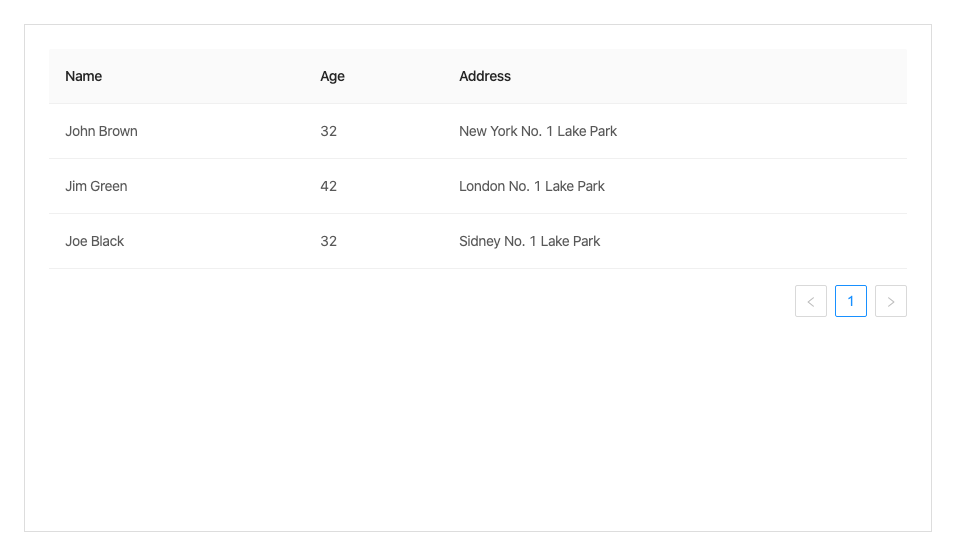 Name Age Address
John Brown 32 New York No. 1 Lake Park
Jim Green 42 London No. 1 Lake Park
Joe Black 32 Sidney No. 1 Lake Park
< 1 >